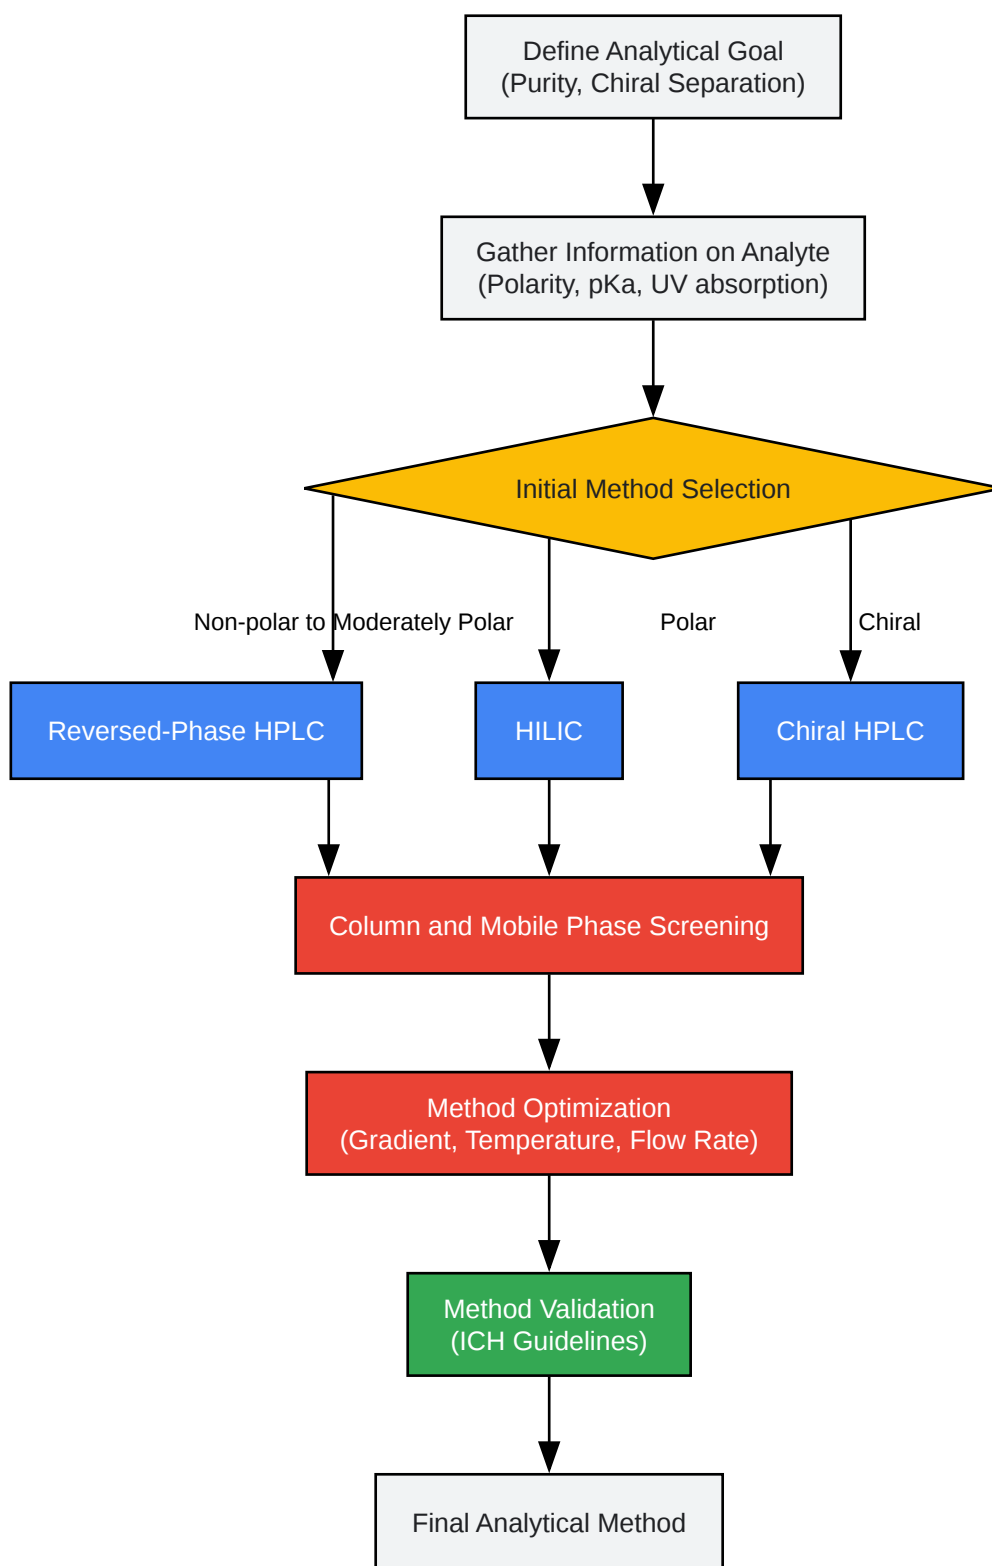 Define Analytical Goal
(Purity, Chiral Separation)
Gather Information on Analyte
(Polarity, pKa, UV absorption)
Initial Method Selection
Non-polar to Moderately Polar
Polar
Chiral
Reversed-Phase HPLC
HILIC
Chiral HPLC
Column and Mobile Phase Screening
Method Optimization
(Gradient, Temperature, Flow Rate)
Method Validation
(ICH Guidelines)
Final Analytical Method